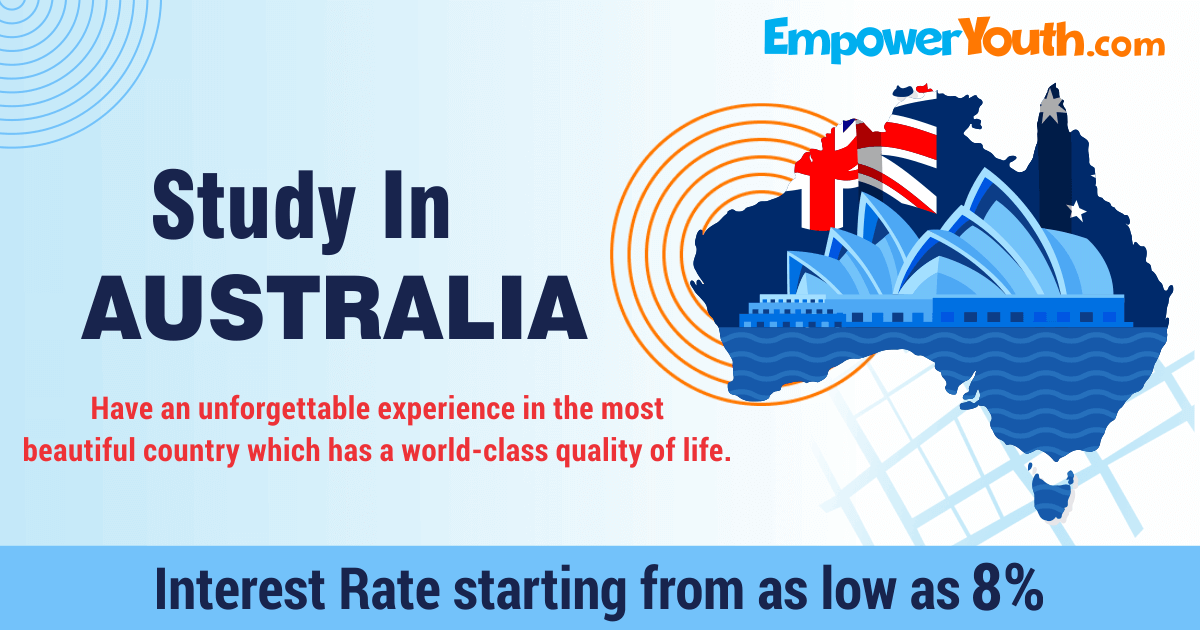 EmpowerYouth.com
Study In
AUSTRALIA
Have an unforgettable experience in the most
beautiful country which has a world-class quality of life.
Interest Rate starting from as low as 8%